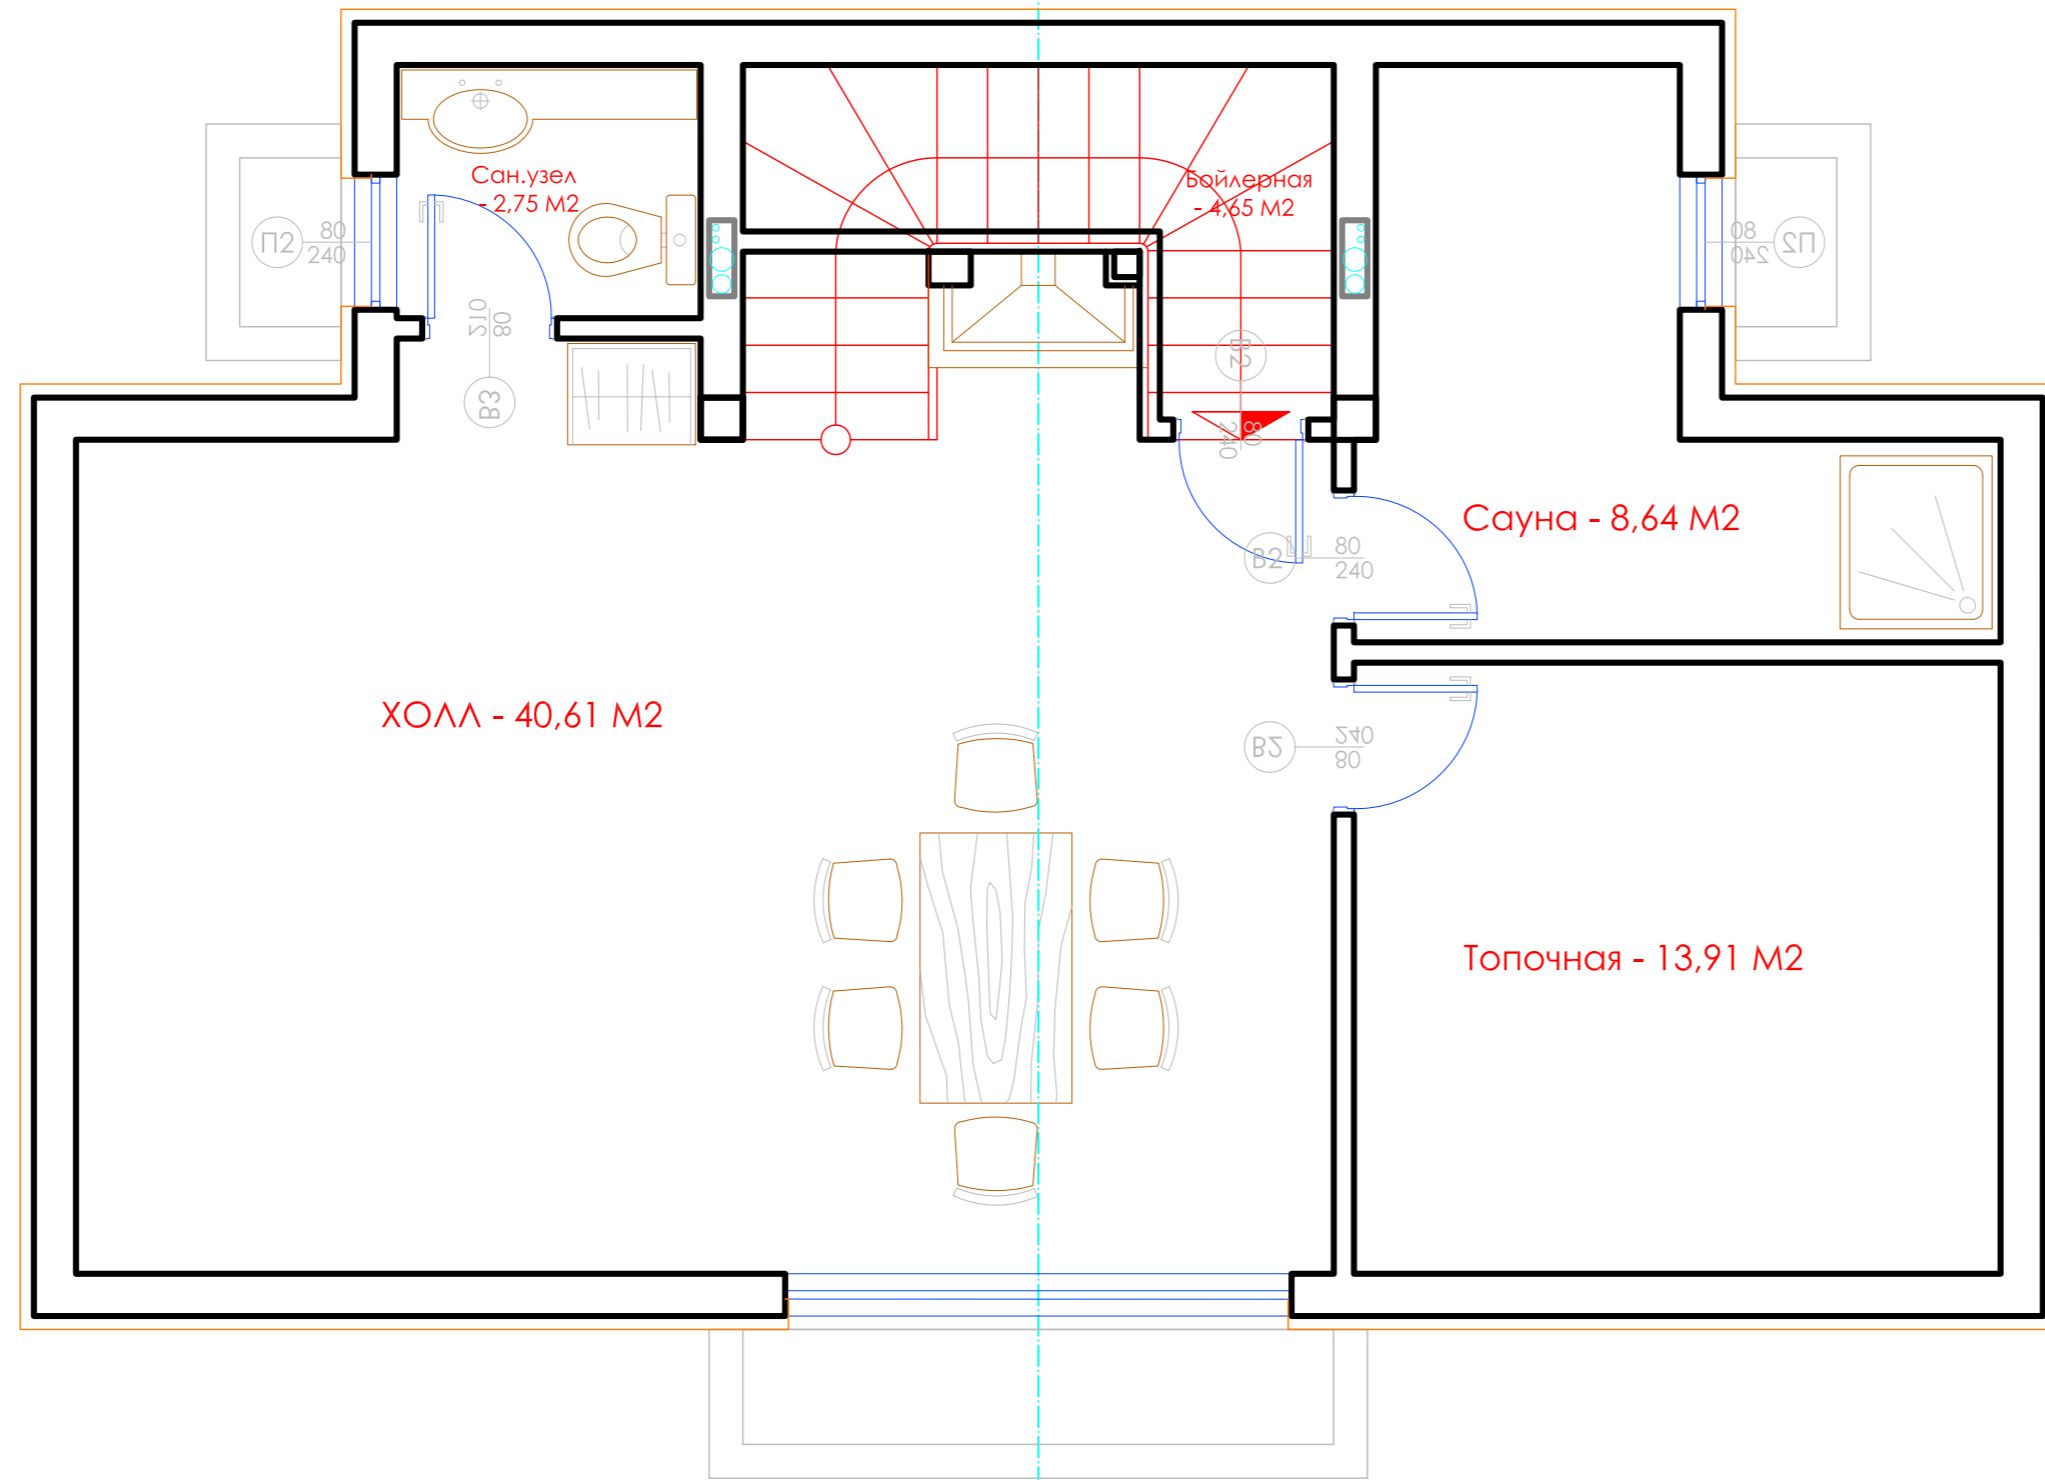 Сан.узел
- 2,75 М2
Бойлерная
- 4,65 М2
П2
80
240
80
240
П2
210
80
В3
В2
80
240
Сауна - 8,64 М2
В2
80
240
ХОЛЛ - 40,61 М2
В2
240
80
Топочная - 13,91 М2